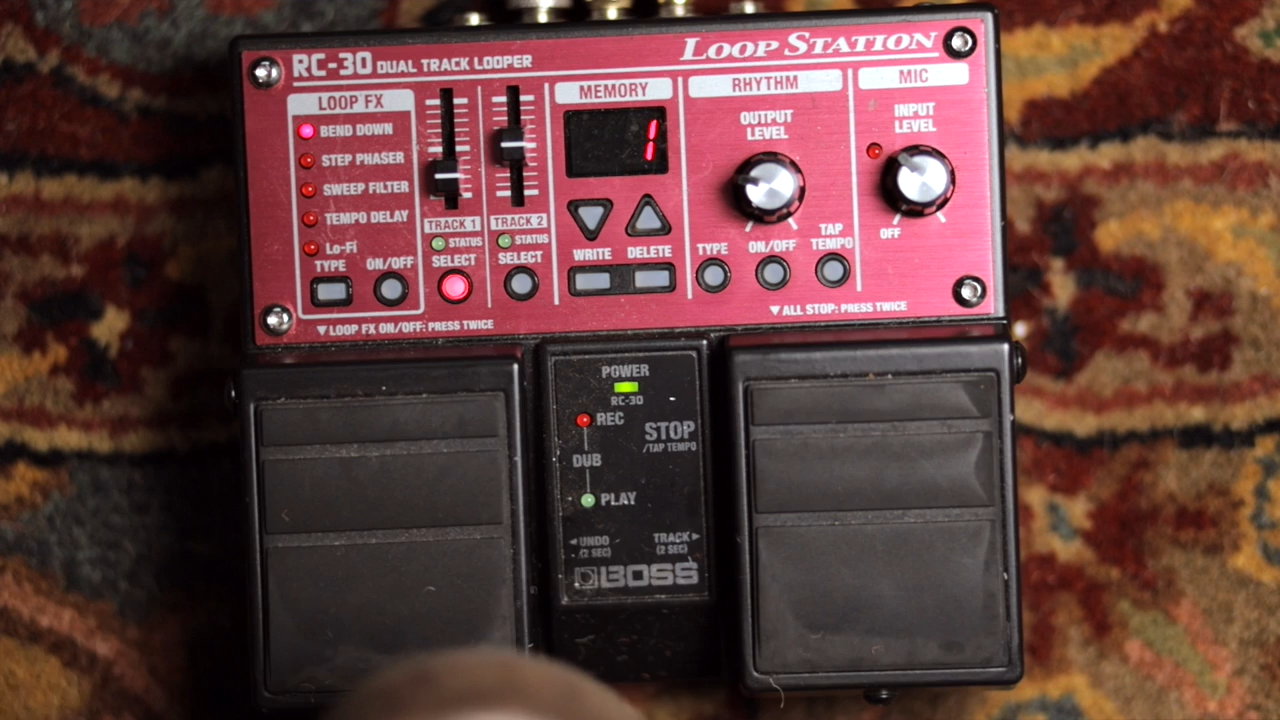 RC-30 DUAL TRACK LOOPER
LOOP STATION
LOOP FX
BEND DOWN
STEP PHASER
SWEEP FILTER
TEMPO DELAY
Lo-Fi
TYPE
ON/OFF
▼LOOP FX ON/OFF: PRESS TWICE
TRACK 1
STATUS
SELECT
TRACK 2
STATUS
SELECT
MEMORY
1
WRITE
DELETE
RHYTHM
OUTPUT
LEVEL
TYPE
ON/OFF
TAP
TEMPO
▼ALL STOP: PRESS TWICE
MIC
INPUT
LEVEL
OFF
POWER
RC-30
REC
STOP
/TAP TEMPO
DUB
PLAY
◄UNDO
(2 SEC)
TRACK►
(2 SEC)
BOSS